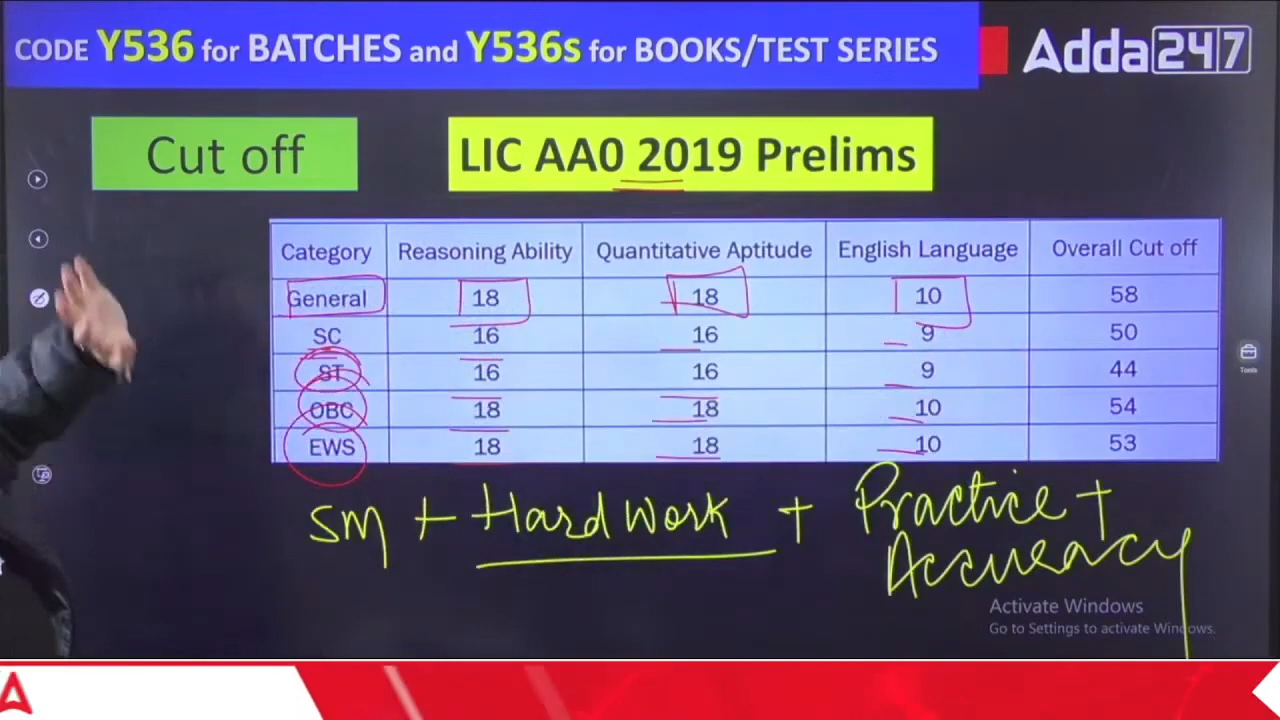 CODE Y536 for BATCHES and Y536s for BOOKS/TEST SERIES
Adda247
Cut off
LIC AA0 2019 Prelims
Category Reasoning Ability Quantitative Aptitude English Language Overall Cut off
General 18 18 10 58
SC 16 16 9 50
ST 16 16 9 44
OBC 18 18 10 54
EWS 18 18 10 53
SM + Hard Work + Practice +
Accuracy
Activate Windows
Go to Settings to activate Windows.
Tools